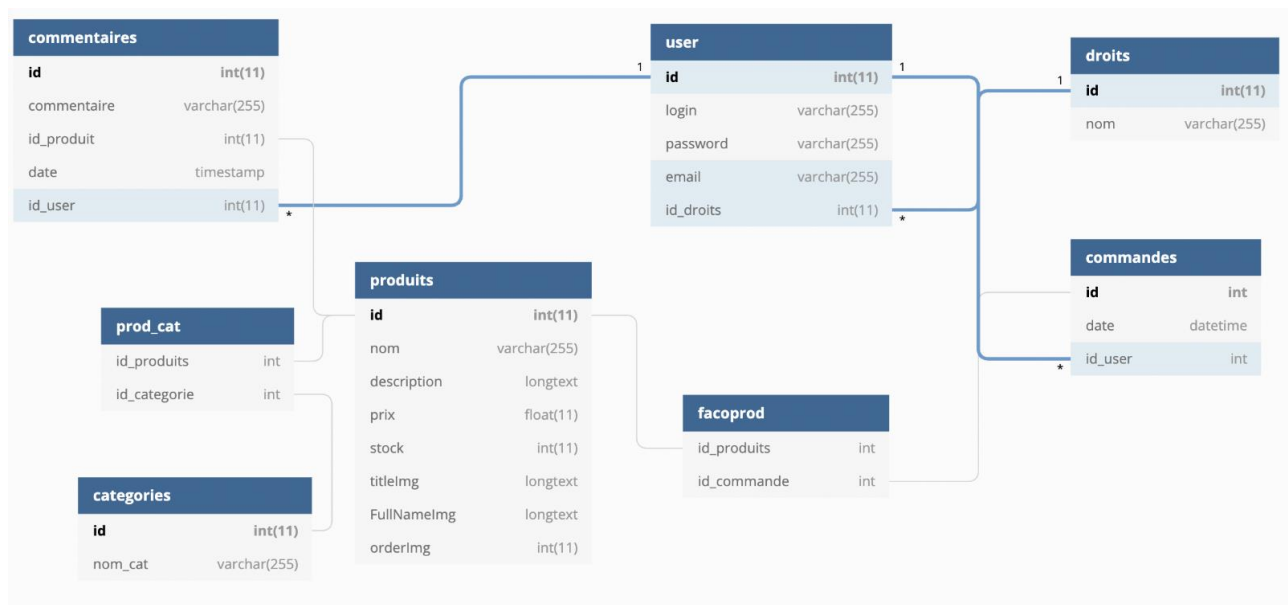 commentaires
id int(11)
commentaire varchar(255)
id_produit int(11)
date timestamp
id_user int(11)
*
1
user
1
id int(11)
login varchar(255)
password varchar(255)
email varchar(255)
id_droits int(11)
*
droits
1
id int(11)
nom varchar(255)
commandes
id int
date datetime
id_user int
*
produits
id int(11)
nom varchar(255)
description longtext
prix float(11)
stock int(11)
titleImg longtext
FullNameImg longtext
orderImg int(11)
prod_cat
id_produits int
id_categorie int
facoprod
id_produits int
id_commande int
categories
id int(11)
nom_cat varchar(255)